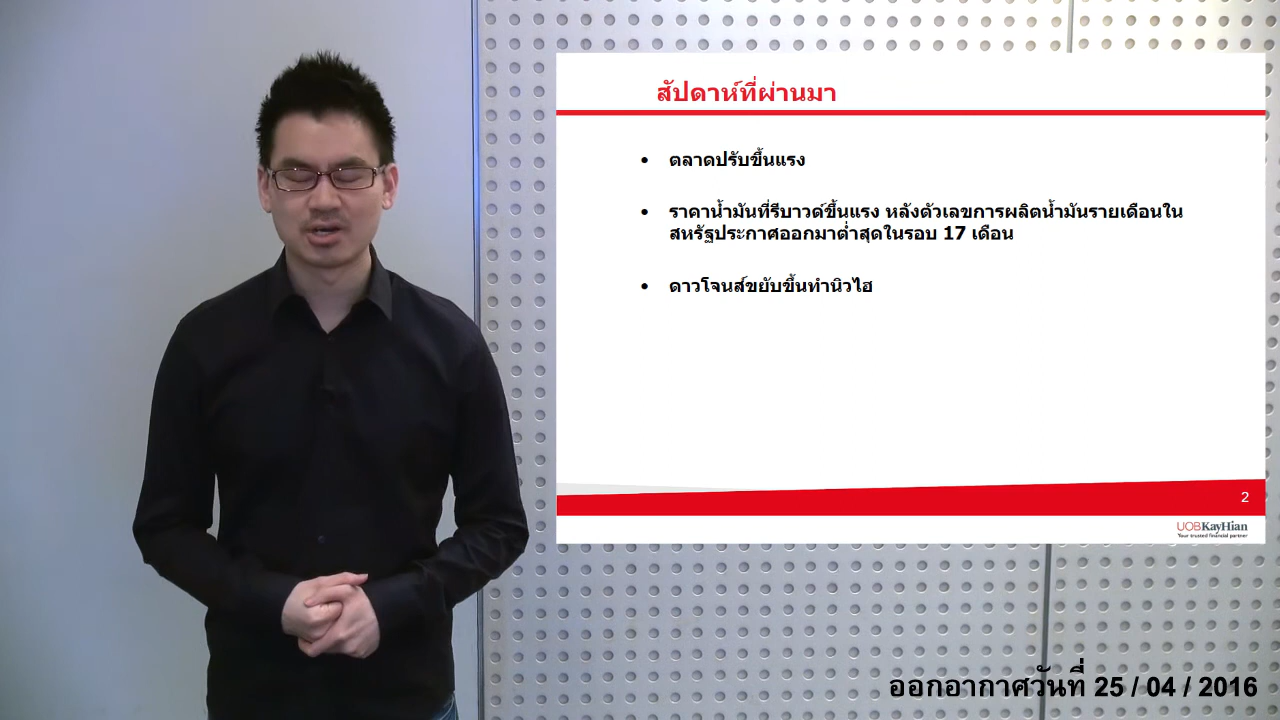 สัปดาห์ที่ผ่านมา
• ตลาดปรับขึ้นแรง
• ราคาน้ำมันที่รีบาวด์ขึ้นแรง หลังตัวเลขการผลิตน้ำมันรายเดือนใน
สหรัฐประกาศออกมาต่ำสุดในรอบ 17 เดือน
• ดาวโจนส์ขยับขึ้นทำนิวไฮ
2
UOBKayHian
Your trusted financial partner
ออกอากาศวันที่ 25 / 04 / 2016